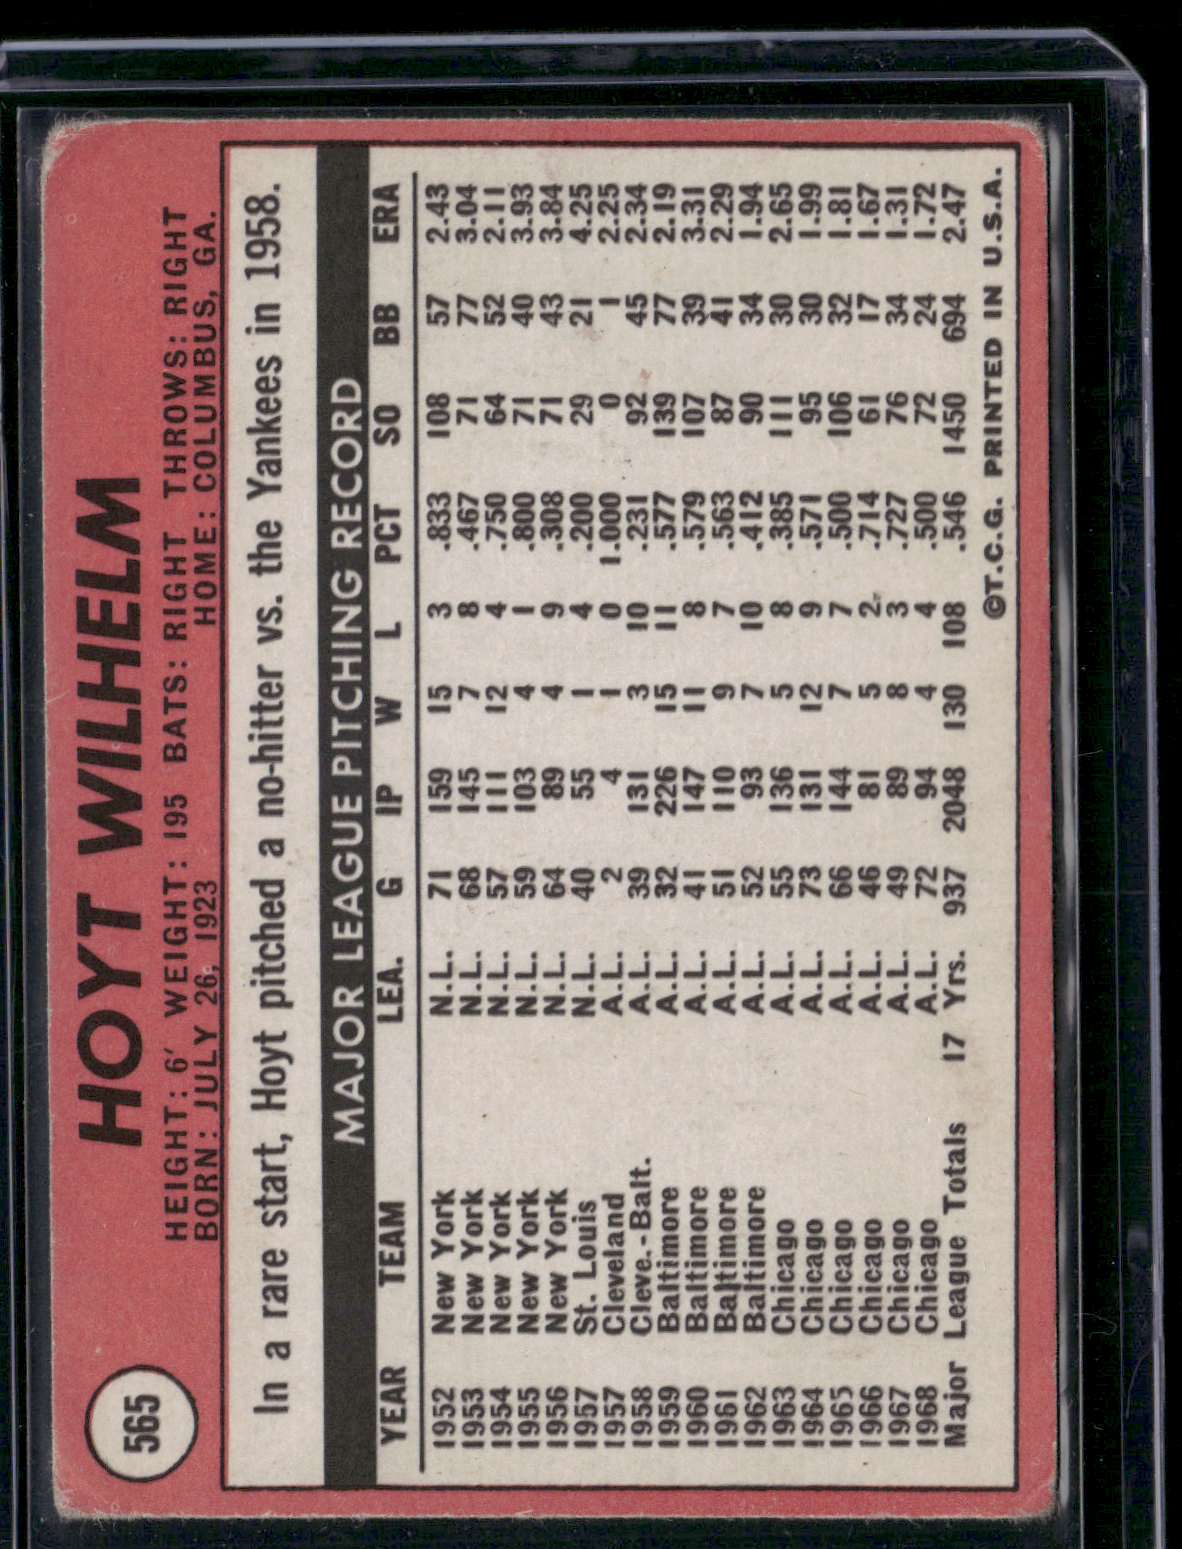 565
HOYT WILHELM
HEIGHT: 6' WEIGHT: 195 BATS: RIGHT THROWS: RIGHT
BORN: JULY 26, 1923 HOME: COLUMBUS, GA.
In a rare start, Hoyt pitched a no-hitter vs. the Yankees in 1958.
MAJOR LEAGUE PITCHING RECORD
YEAR TEAM LEA. G IP W L PCT SO BB ERA
1952 New York N.L. 71 159 15 3 .833 108 57 2.43
1953 New York N.L. 68 145 7 8 .467 71 77 3.04
1954 New York N.L. 57 111 12 4 .750 64 52 2.11
1955 New York N.L. 59 103 4 1 .800 71 40 3.93
1956 New York N.L. 64 89 4 9 .308 71 43 3.84
1957 St. Louis N.L. 40 55 1 4 .200 29 21 4.25
1957 Cleveland A.L. 2 4 1 0 1.000 0 1 2.25
1958 Cleve.-Balt. A.L. 39 131 3 10 .231 92 45 2.34
1959 Baltimore A.L. 32 226 15 11 .577 139 77 2.19
1960 Baltimore A.L. 41 147 11 8 .579 107 39 3.31
1961 Baltimore A.L. 51 110 9 7 .563 87 41 2.29
1962 Baltimore A.L. 52 93 7 10 .412 90 34 1.94
1963 Chicago A.L. 55 136 5 8 .385 111 30 2.65
1964 Chicago A.L. 73 131 12 9 .571 95 30 1.99
1965 Chicago A.L. 66 144 7 7 .500 106 32 1.81
1966 Chicago A.L. 46 81 5 2 .714 61 17 1.67
1967 Chicago A.L. 49 89 8 3 .727 76 34 1.31
1968 Chicago A.L. 72 94 4 4 .500 72 24 1.72
Major League Totals 17 Yrs. 937 2048 130 108 .546 1450 694 2.47
©T.C.G. PRINTED IN U.S.A.